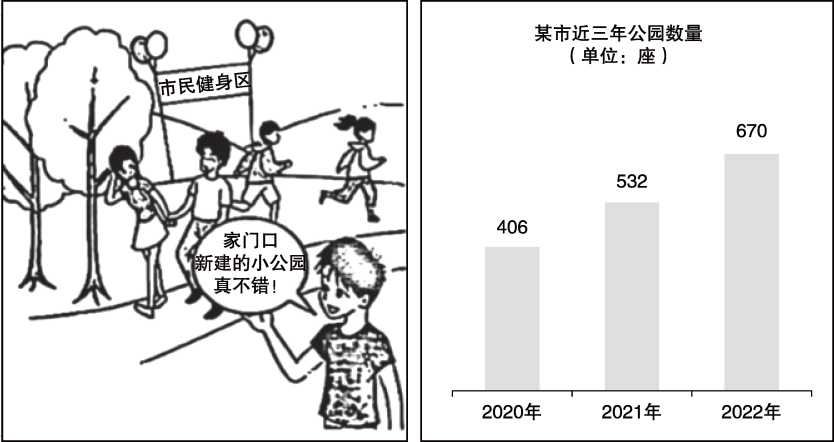 市民健身区
家门口
新建的小公园
真不错！
某市近三年公园数量
（单位：座）
406
532
670
2020年
2021年
2022年